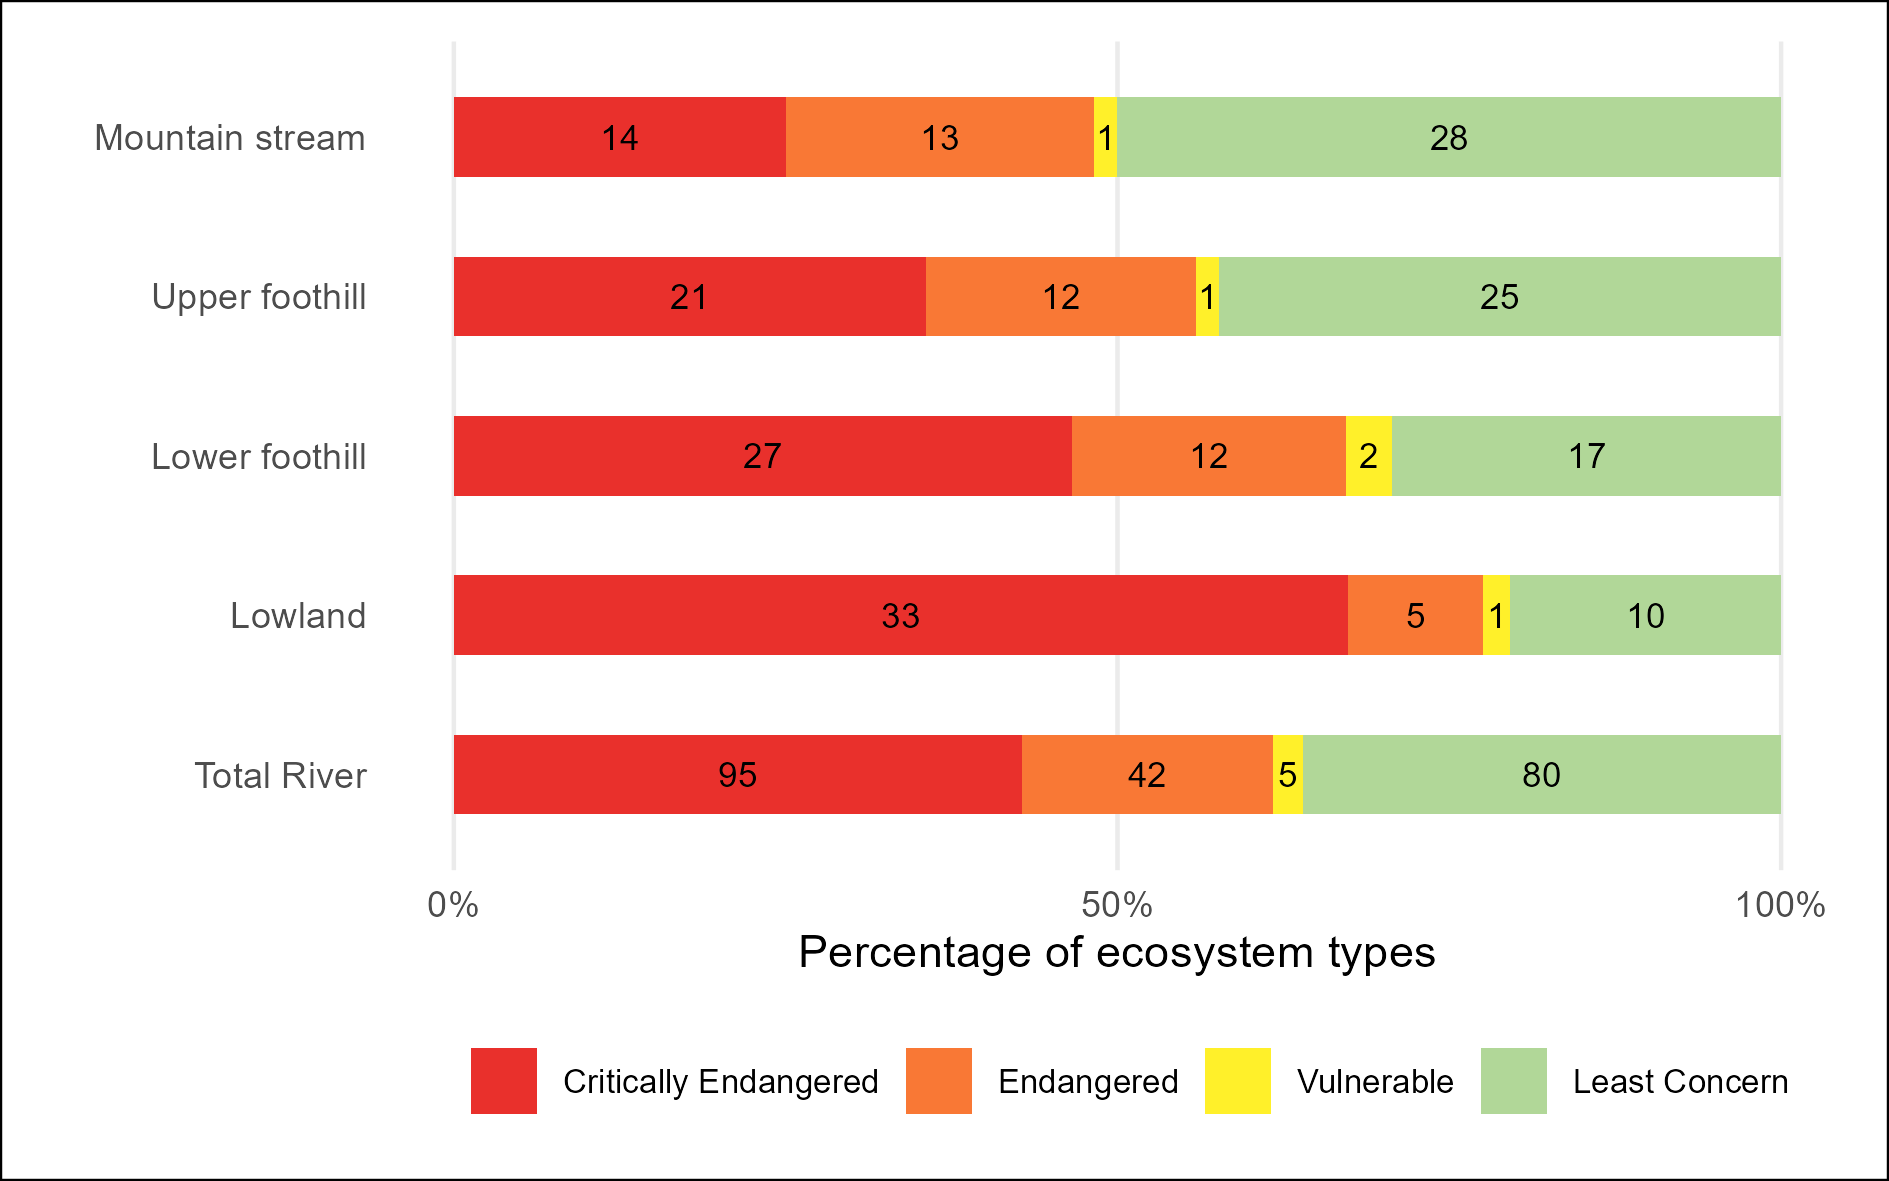 Mountain stream 14 13 1 28
Upper foothill 21 12 1 25
Lower foothill 27 12 2 17
Lowland 33 5 1 10
Total River 95 42 5 80
0% 50% 100%
Percentage of ecosystem types
Critically Endangered Endangered Vulnerable Least Concern